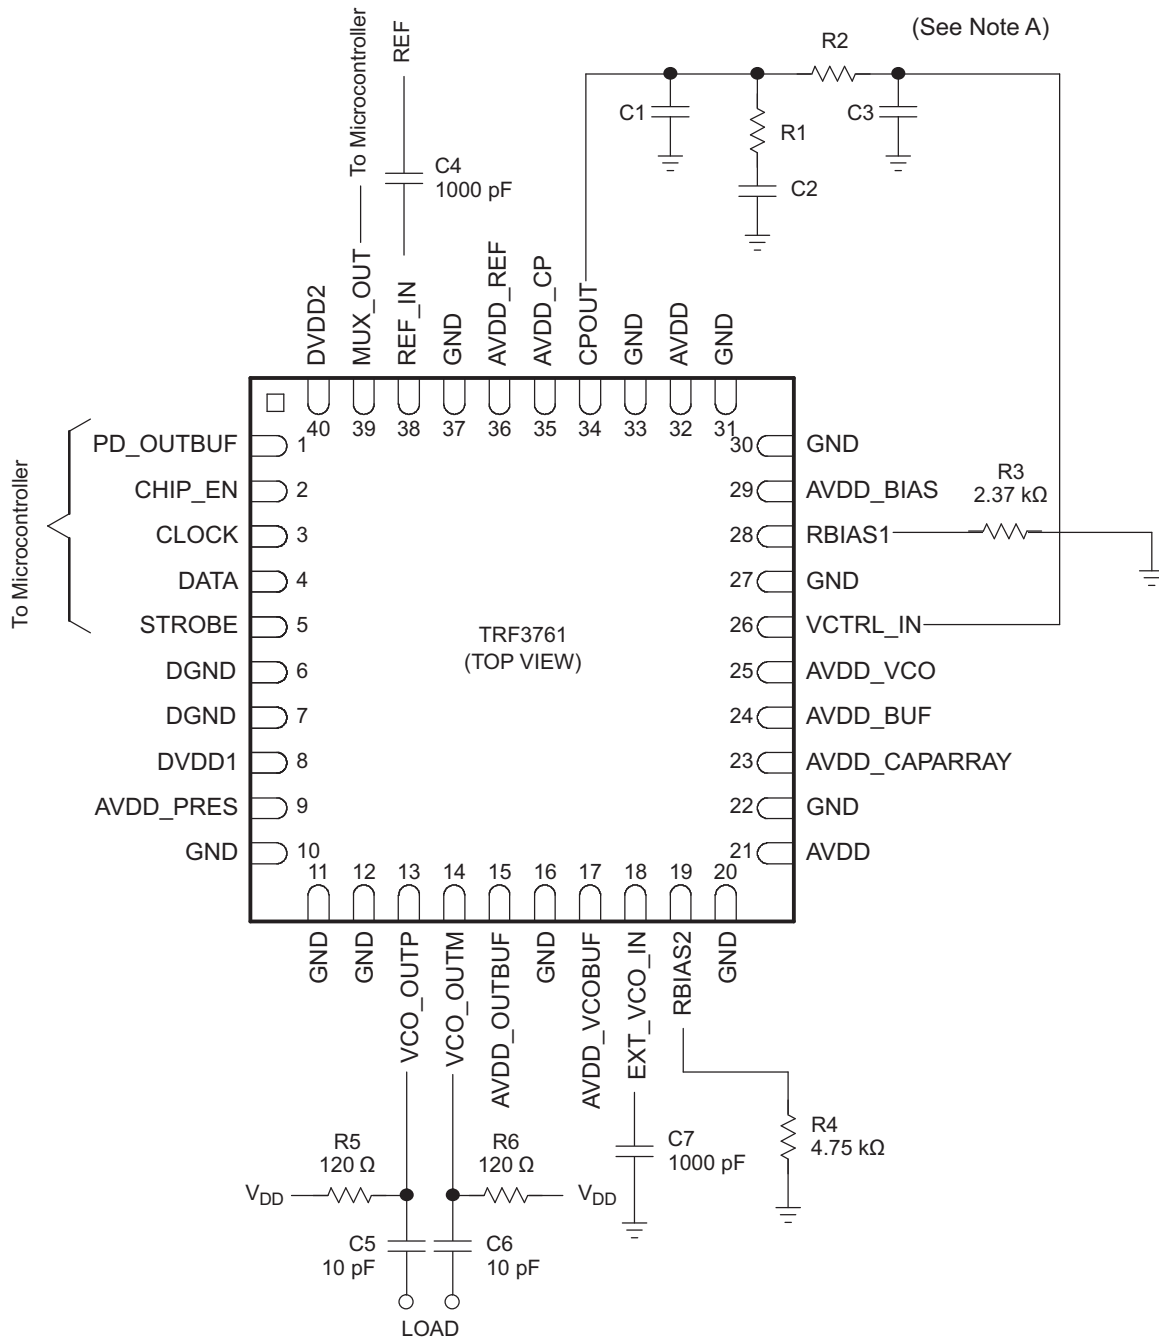 (See Note A)
R2
C1
R1
C3
C2
To Microcontroller
REF
C4
1000 pF
DVDD2
MUX_OUT
REF_IN
GND
AVDD_REF
AVDD_CP
CPOUT
GND
AVDD
GND
40
39
38
37
36
35
34
33
32
31
To Microcontroller
PD_OUTBUF 1
CHIP_EN 2
CLOCK 3
DATA 4
STROBE 5
DGND 6
DGND 7
DVDD1 8
AVDD_PRES 9
GND 10
TRF3761
(TOP VIEW)
30 GND
29 AVDD_BIAS
28 RBIAS1
27 GND
26 VCTRL_IN
25 AVDD_VCO
24 AVDD_BUF
23 AVDD_CAPARRAY
22 GND
21 AVDD
R3
2.37 kΩ
11
12
13
14
15
16
17
18
19
20
GND
GND
VCO_OUTP
VCO_OUTM
AVDD_OUTBUF
GND
AVDD_VCOBUF
EXT_VCO_IN
RBIAS2
GND
R5
120 Ω
R6
120 Ω
C7
1000 pF
R4
4.75 kΩ
VDD
VDD
C5
10 pF
C6
10 pF
LOAD